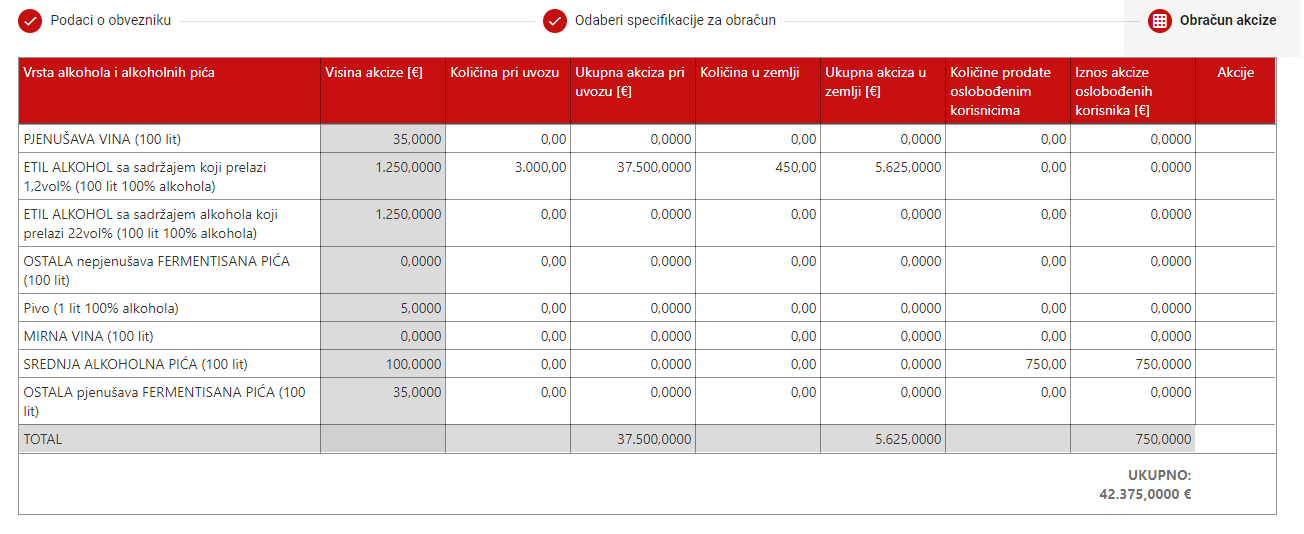 Podaci o obvezniku
Odaberi specifikacije za obračun
Obračun akcize
Vrsta alkohola i alkoholnih pića Visina akcize [€] Količina pri uvozu Ukupna akciza pri uvozu [€] Količina u zemlji Ukupna akciza u zemlji [€] Količine prodate oslobođenim korisnicima Iznos akcize oslobođenih korisnika [€] Akcije
PJENUŠAVA VINA (100 lit) 35,0000 0,00 0,0000 0,00 0,0000 0,00 0,0000
ETIL ALKOHOL sa sadržajem koji prelazi 1,2vol% (100 lit 100% alkohola) 1.250,0000 3.000,00 37.500,0000 450,00 5.625,0000 0,00 0,0000
ETIL ALKOHOL sa sadržajem alkohola koji prelazi 22vol% (100 lit 100% alkohola) 1.250,0000 0,00 0,0000 0,00 0,0000 0,00 0,0000
OSTALA nepjenušava FERMENTISANA PIĆA (100 lit) 0,0000 0,00 0,0000 0,00 0,0000 0,00 0,0000
Pivo (1 lit 100% alkohola) 5,0000 0,00 0,0000 0,00 0,0000 0,00 0,0000
MIRNA VINA (100 lit) 0,0000 0,00 0,0000 0,00 0,0000 0,00 0,0000
SREDNJA ALKOHOLNA PIĆA (100 lit) 100,0000 0,00 0,0000 0,00 0,0000 750,00 750,0000
OSTALA pjenušava FERMENTISANA PIĆA (100 lit) 35,0000 0,00 0,0000 0,00 0,0000 0,00 0,0000
TOTAL 37.500,0000 5.625,0000 750,0000
UKUPNO:
42.375,0000 €